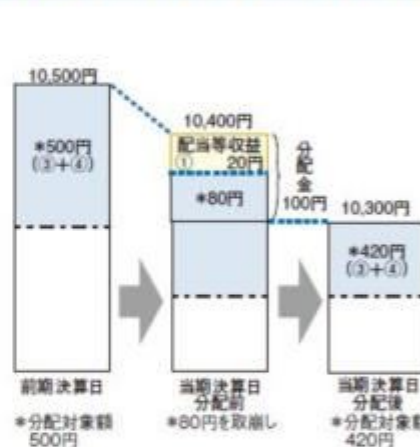 10,500円
*500円
(③+④)
前期決算日
*分配対象額
500円
10,400円
配当等収益
① 20円
*80円
分配金
100円
当期決算日
分配前
*80円を取崩し
10,300円
*420円
(③+④)
当期決算日
分配後
*分配対象額
420円